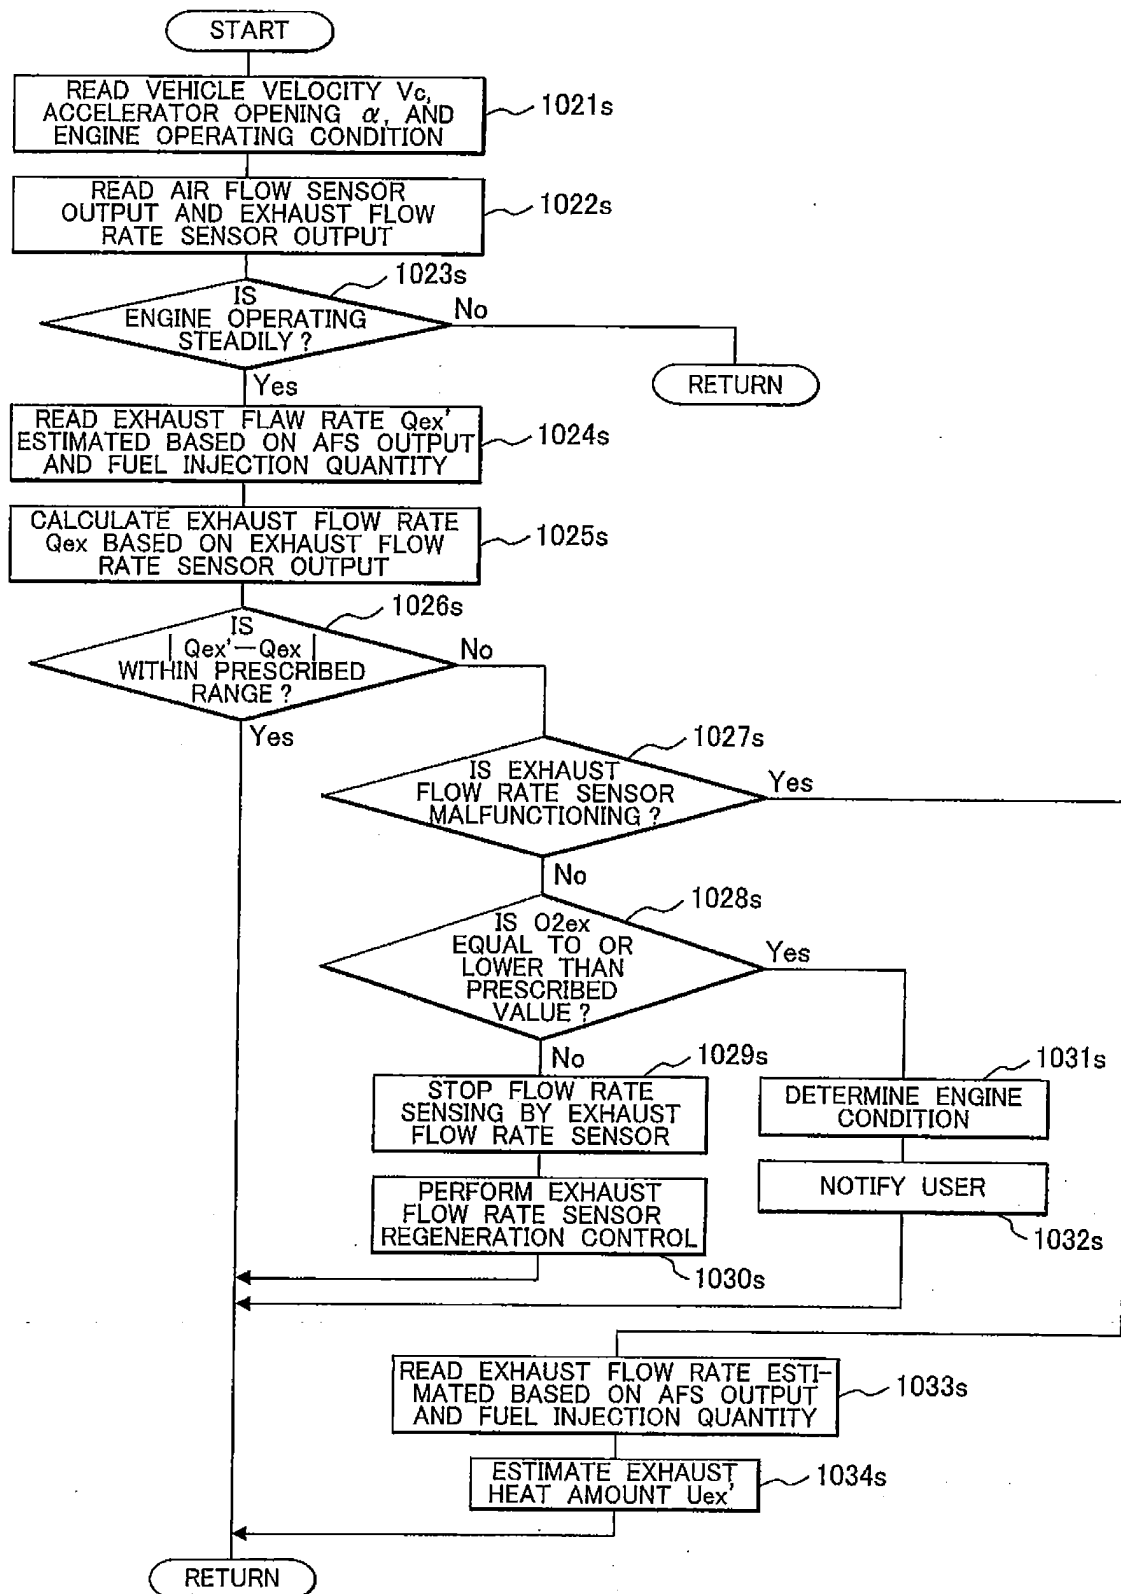 START
READ VEHICLE VELOCITY Vc,
ACCELERATOR OPENING α, AND
ENGINE OPERATING CONDITION
1021s
READ AIR FLOW SENSOR
OUTPUT AND EXHAUST FLOW
RATE SENSOR OUTPUT
1022s
1023s
IS
ENGINE OPERATING
STEADILY?
No
RETURN
Yes
READ EXHAUST FLAW RATE Qex'
ESTIMATED BASED ON AFS OUTPUT
AND FUEL INJECTION QUANTITY
1024s
CALCULATE EXHAUST FLOW RATE
Qex BASED ON EXHAUST FLOW
RATE SENSOR OUTPUT
1025s
1026s
IS
| Qex'−Qex |
WITHIN PRESCRIBED
RANGE?
No
Yes
1027s
IS EXHAUST
FLOW RATE SENSOR
MALFUNCTIONING?
Yes
No
1028s
IS O2ex
EQUAL TO OR
LOWER THAN
PRESCRIBED
VALUE?
Yes
No
1029s
STOP FLOW RATE
SENSING BY EXHAUST
FLOW RATE SENSOR
1031s
DETERMINE ENGINE
CONDITION
PERFORM EXHAUST
FLOW RATE SENSOR
REGENERATION CONTROL
1030s
NOTIFY USER
1032s
READ EXHAUST FLOW RATE ESTI-
MATED BASED ON AFS OUTPUT
AND FUEL INJECTION QUANTITY
1033s
ESTIMATE EXHAUST
HEAT AMOUNT Uex'
1034s
RETURN